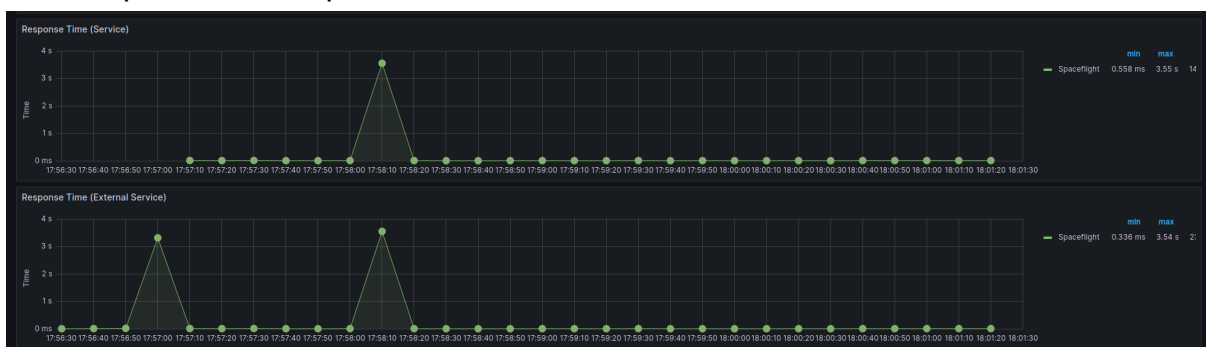 Response Time (Service)
4 s
3 s
2 s
1 s
0 ms
Time
17:56:30 17:56:40 17:56:50 17:57:00 17:57:10 17:57:20 17:57:30 17:57:40 17:57:50 17:58:00 17:58:10 17:58:20 17:58:30 17:58:40 17:58:50 17:59:00 17:59:10 17:59:20 17:59:30 17:59:40 17:59:50 18:00:00 18:00:10 18:00:20 18:00:30 18:00:40 18:00:50 18:01:00 18:01:10 18:01:20 18:01:30
min max
Spaceflight 0.558 ms 3.55 s 14
Response Time (External Service)
4 s
3 s
2 s
1 s
0 ms
Time
17:56:30 17:56:40 17:56:50 17:57:00 17:57:10 17:57:20 17:57:30 17:57:40 17:57:50 17:58:00 17:58:10 17:58:20 17:58:30 17:58:40 17:58:50 17:59:00 17:59:10 17:59:20 17:59:30 17:59:40 17:59:50 18:00:00 18:00:10 18:00:20 18:00:30 18:00:40 18:00:50 18:01:00 18:01:10 18:01:20 18:01:30
min max
Spaceflight 0.336 ms 3.54 s